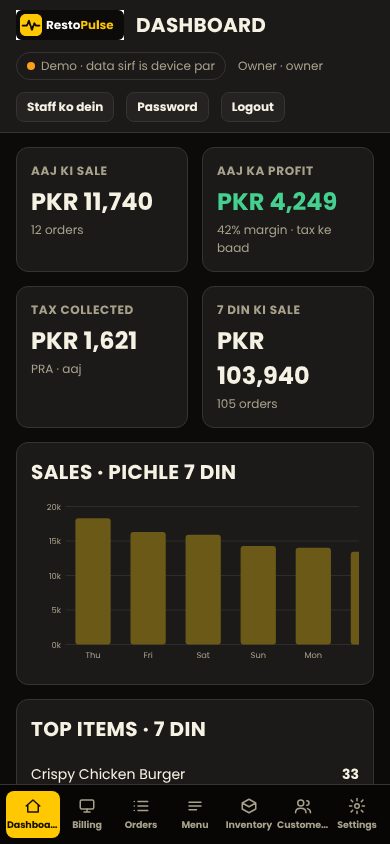 RestoPulse DASHBOARD
Demo · data sirf is device par Owner · owner
Staff ko dein Password Logout
AAJ KI SALE
PKR 11,740
12 orders
AAJ KA PROFIT
PKR 4,249
42% margin · tax ke
baad
TAX COLLECTED
PKR 1,621
PRA · aaj
7 DIN KI SALE
PKR
103,940
105 orders
SALES · PICHLE 7 DIN
20k
15k
10k
5k
0k
Thu Fri Sat Sun Mon
TOP ITEMS · 7 DIN
Crispy Chicken Burger 33
Dashboa... Billing Orders Menu Inventory Custome... Settings